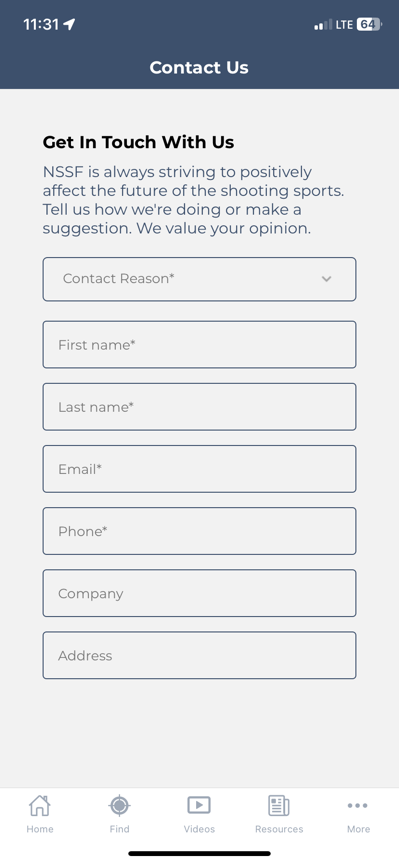 11:31
LTE
64
Contact Us
Get In Touch With Us
NSSF is always striving to positively
affect the future of the shooting sports.
Tell us how we're doing or make a
suggestion. We value your opinion.
Contact Reason*
First name*
Last name*
Email*
Phone*
Company
Address
Home
Find
Videos
Resources
More